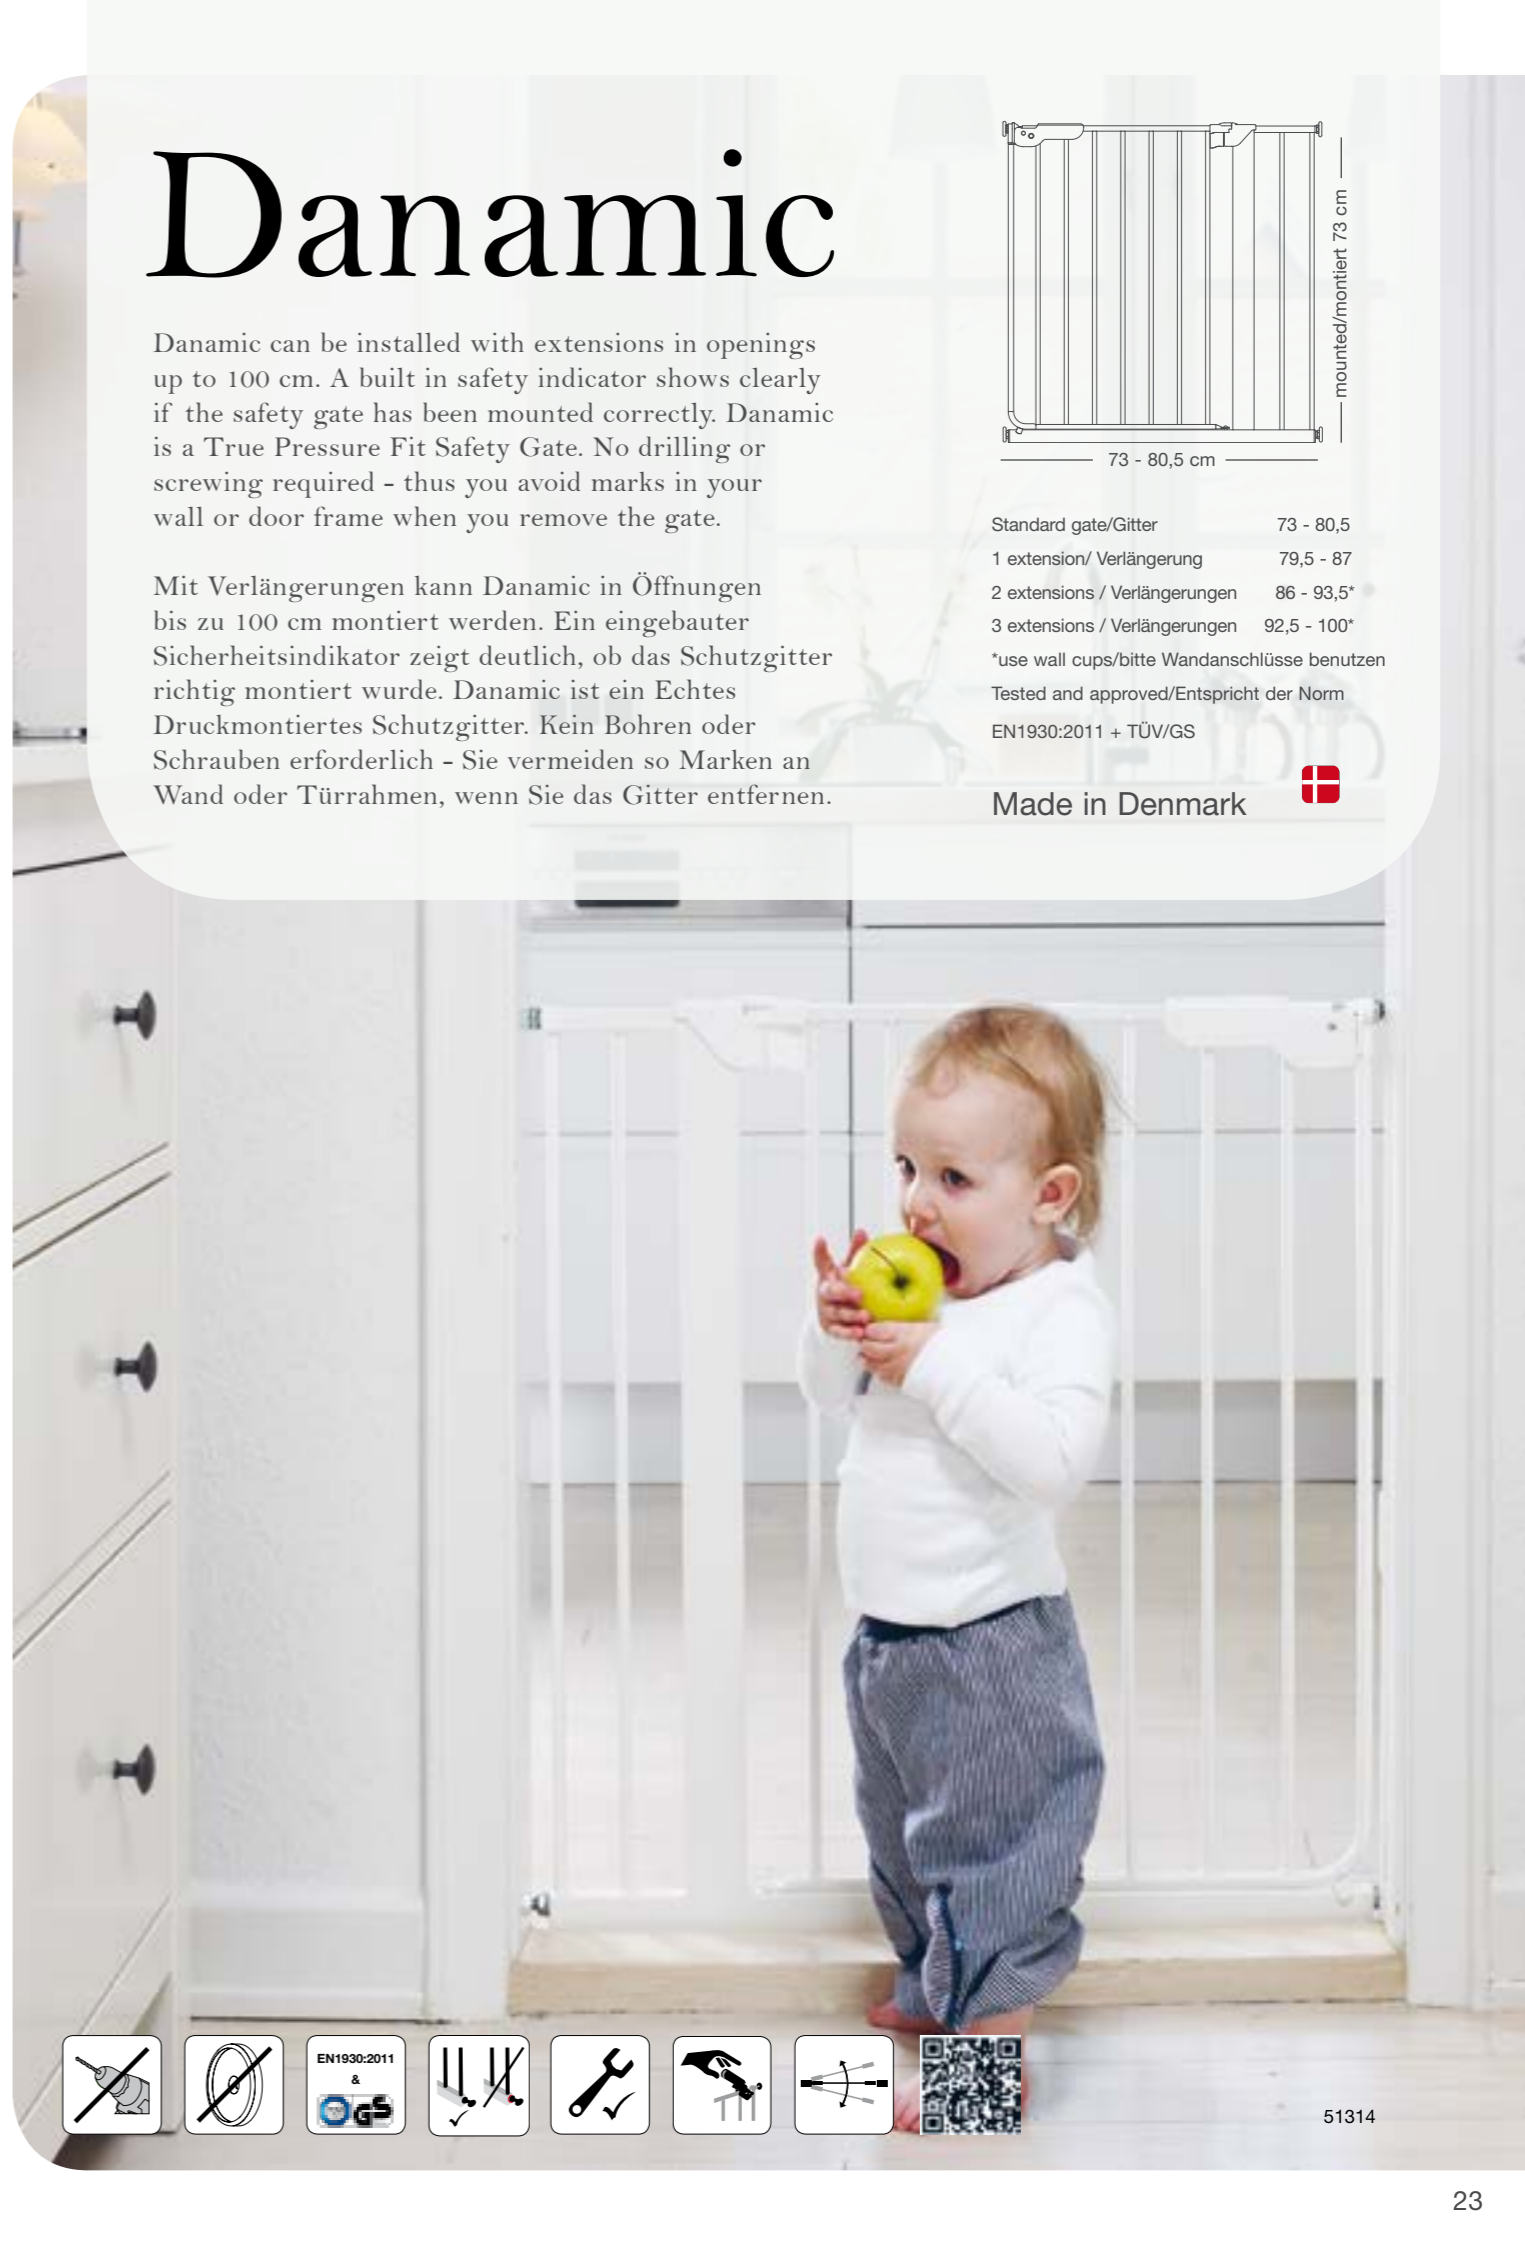 Danamic
Danamic can be installed with extensions in openings
up to 100 cm. A built in safety indicator shows clearly
if the safety gate has been mounted correctly. Danamic
is a True Pressure Fit Safety Gate. No drilling or
screwing required - thus you avoid marks in your
wall or door frame when you remove the gate.
Mit Verlängerungen kann Danamic in Öffnungen
bis zu 100 cm montiert werden. Ein eingebauter
Sicherheitsindikator zeigt deutlich, ob das Schutzgitter
richtig montiert wurde. Danamic ist ein Echtes
Druckmontiertes Schutzgitter. Kein Bohren oder
Schrauben erforderlich - Sie vermeiden so Marken an
Wand oder Türrahmen, wenn Sie das Gitter entfernen.
mounted/montiert 73 cm
73 - 80,5 cm
Standard gate/Gitter 73 - 80,5
1 extension/ Verlängerung 79,5 - 87
2 extensions / Verlängerungen 86 - 93,5*
3 extensions / Verlängerungen 92,5 - 100*
*use wall cups/bitte Wandanschlüsse benutzen
Tested and approved/Entspricht der Norm
EN1930:2011 + TÜV/GS
Made in Denmark
EN1930:2011
&
GS
51314
23